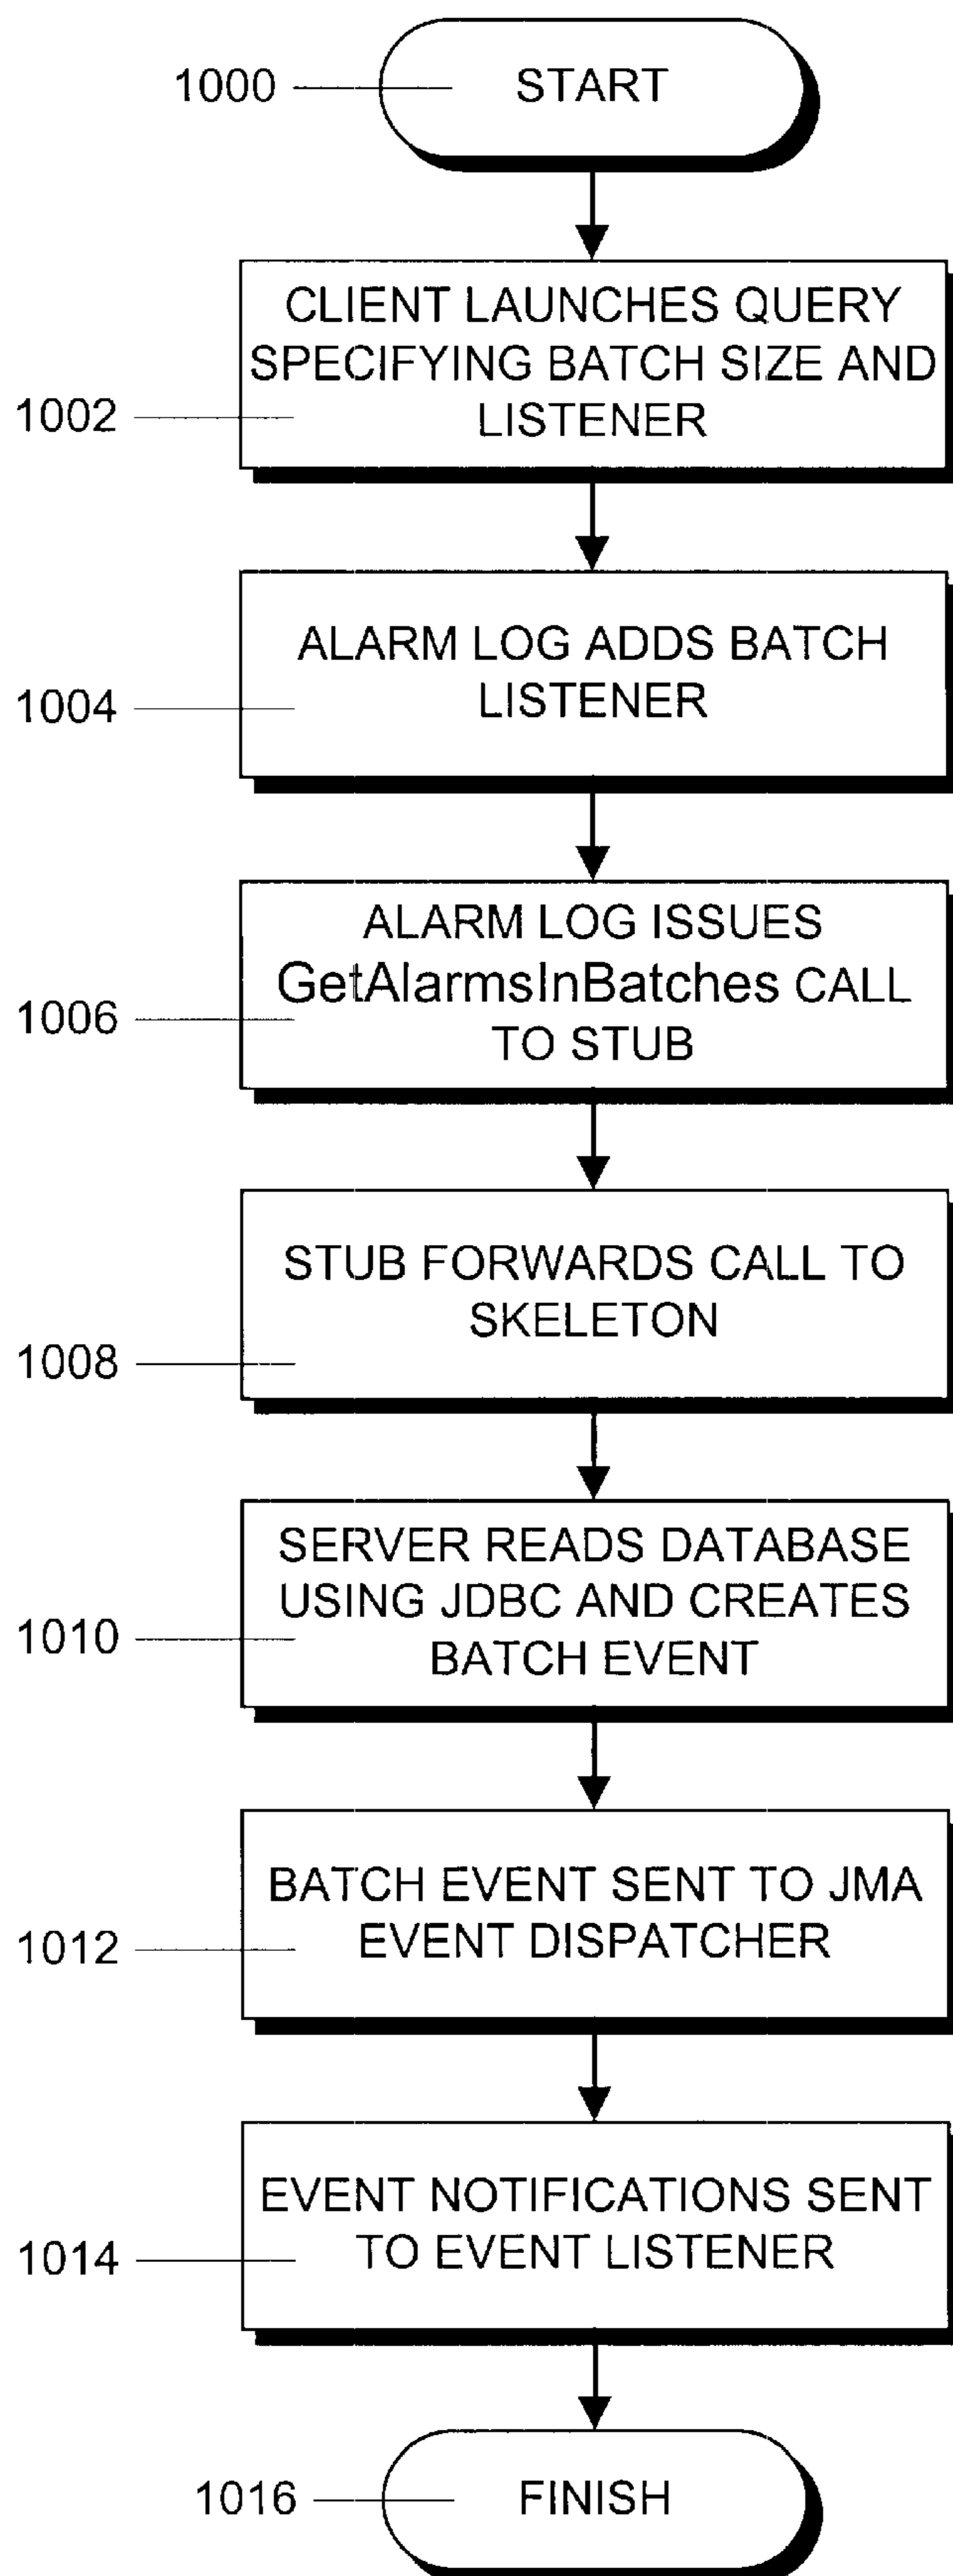 1000
START
CLIENT LAUNCHES QUERY
SPECIFYING BATCH SIZE AND
LISTENER
1002
ALARM LOG ADDS BATCH
LISTENER
1004
ALARM LOG ISSUES
GetAlarmsInBatches CALL
TO STUB
1006
STUB FORWARDS CALL TO
SKELETON
1008
SERVER READS DATABASE
USING JDBC AND CREATES
BATCH EVENT
1010
BATCH EVENT SENT TO JMA
EVENT DISPATCHER
1012
EVENT NOTIFICATIONS SENT
TO EVENT LISTENER
1014
1016
FINISH